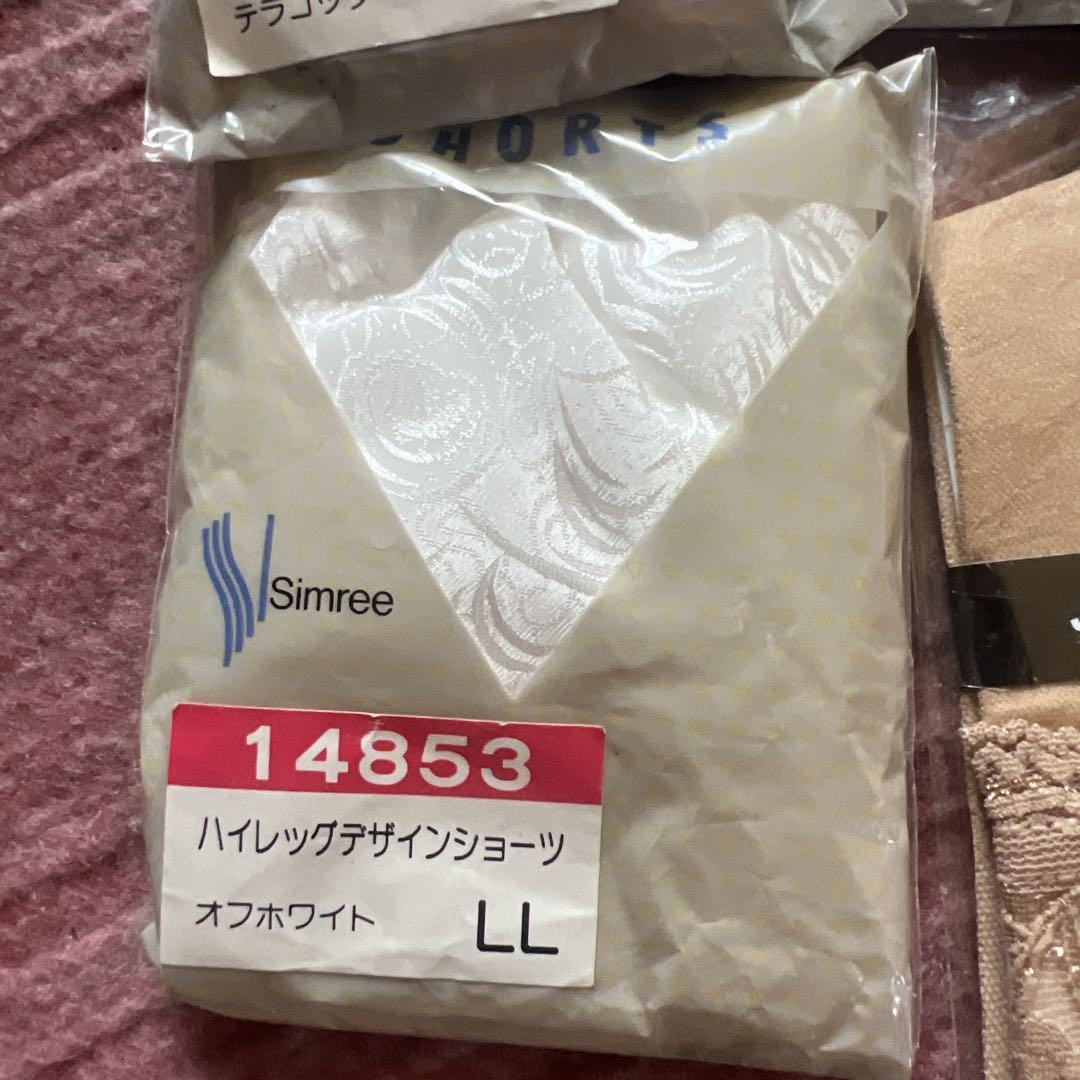 テラコッタ
SHORTS
Simree
14853
ハイレッグデザインショーツ
オフホワイト
LL